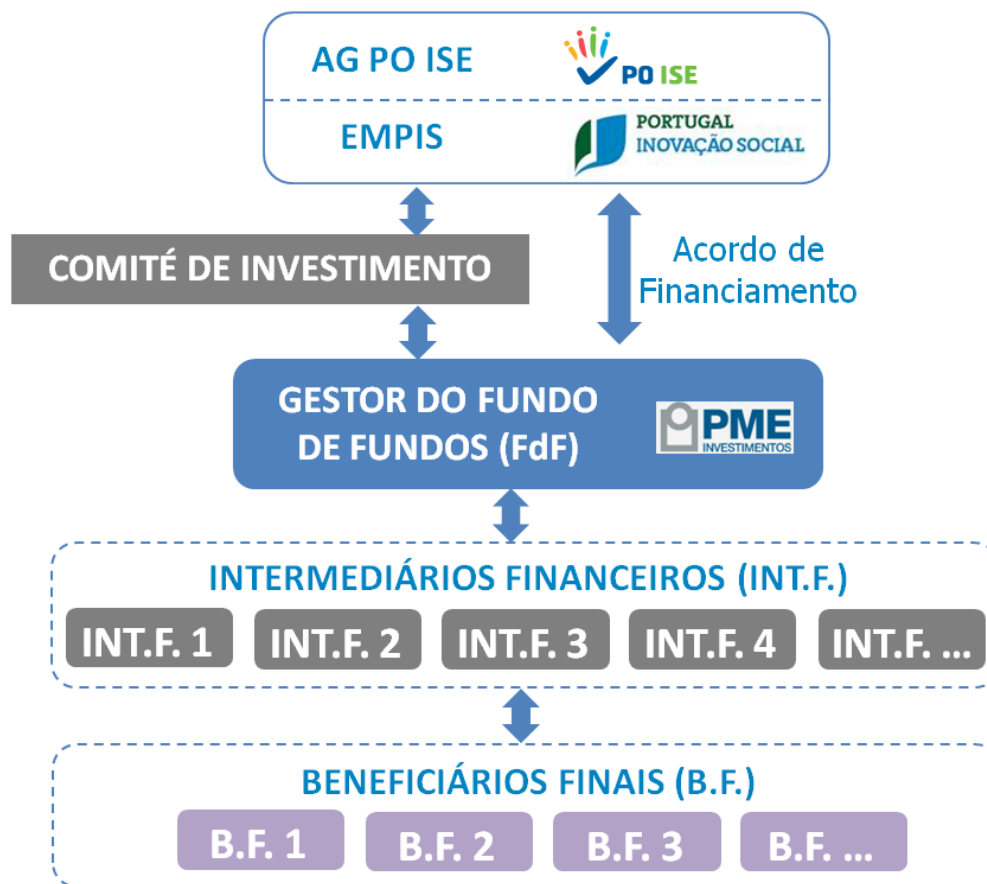 AG PO ISE
PO ISE
EMPIS
PORTUGAL
INOVAÇÃO SOCIAL
COMITÉ DE INVESTIMENTO
Acordo de
Financiamento
GESTOR DO FUNDO
DE FUNDOS (FdF)
PME
INVESTIMENTOS
INTERMEDIÁRIOS FINANCEIROS (INT.F.)
INT.F. 1 INT.F. 2 INT.F. 3 INT.F. 4 INT.F. ...
BENEFICIÁRIOS FINAIS (B.F.)
B.F. 1 B.F. 2 B.F. 3 B.F. ...